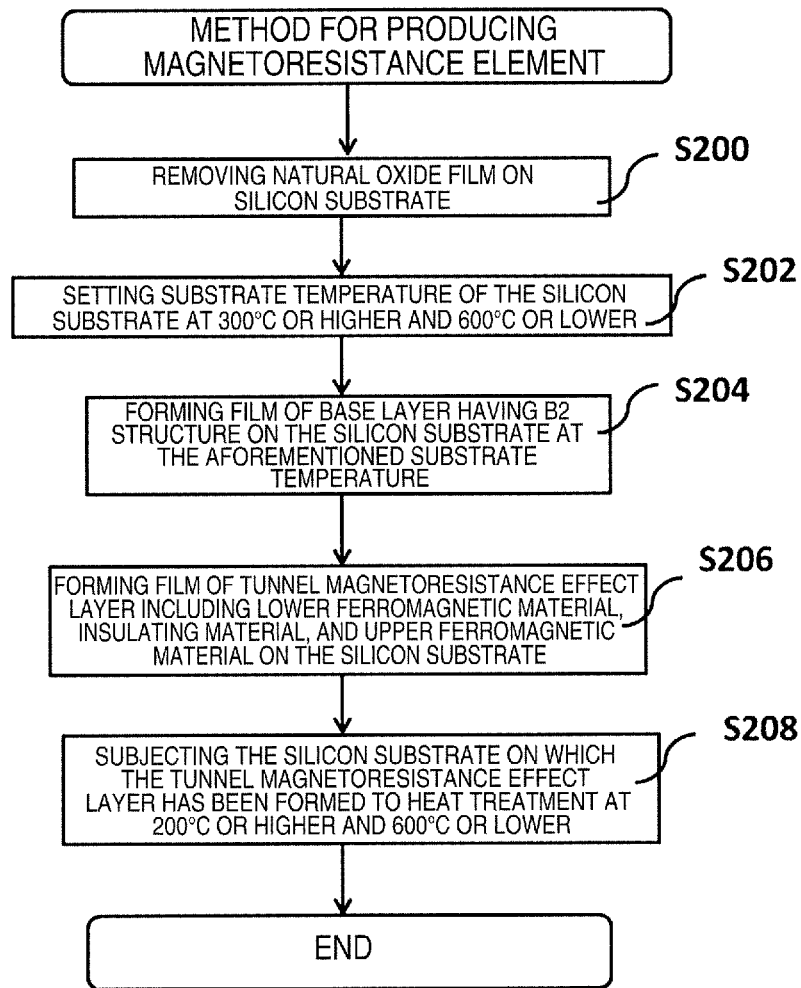 METHOD FOR PRODUCING
MAGNETORESISTANCE ELEMENT
S200
REMOVING NATURAL OXIDE FILM ON
SILICON SUBSTRATE
S202
SETTING SUBSTRATE TEMPERATURE OF THE SILICON
SUBSTRATE AT 300°C OR HIGHER AND 600°C OR LOWER
S204
FORMING FILM OF BASE LAYER HAVING B2
STRUCTURE ON THE SILICON SUBSTRATE AT
THE AFOREMENTIONED SUBSTRATE
TEMPERATURE
S206
FORMING FILM OF TUNNEL MAGNETORESISTANCE EFFECT
LAYER INCLUDING LOWER FERROMAGNETIC MATERIAL,
INSULATING MATERIAL, AND UPPER FERROMAGNETIC
MATERIAL ON THE SILICON SUBSTRATE
S208
SUBJECTING THE SILICON SUBSTRATE ON WHICH
THE TUNNEL MAGNETORESISTANCE EFFECT
LAYER HAS BEEN FORMED TO HEAT TREATMENT AT
200°C OR HIGHER AND 600°C OR LOWER
END